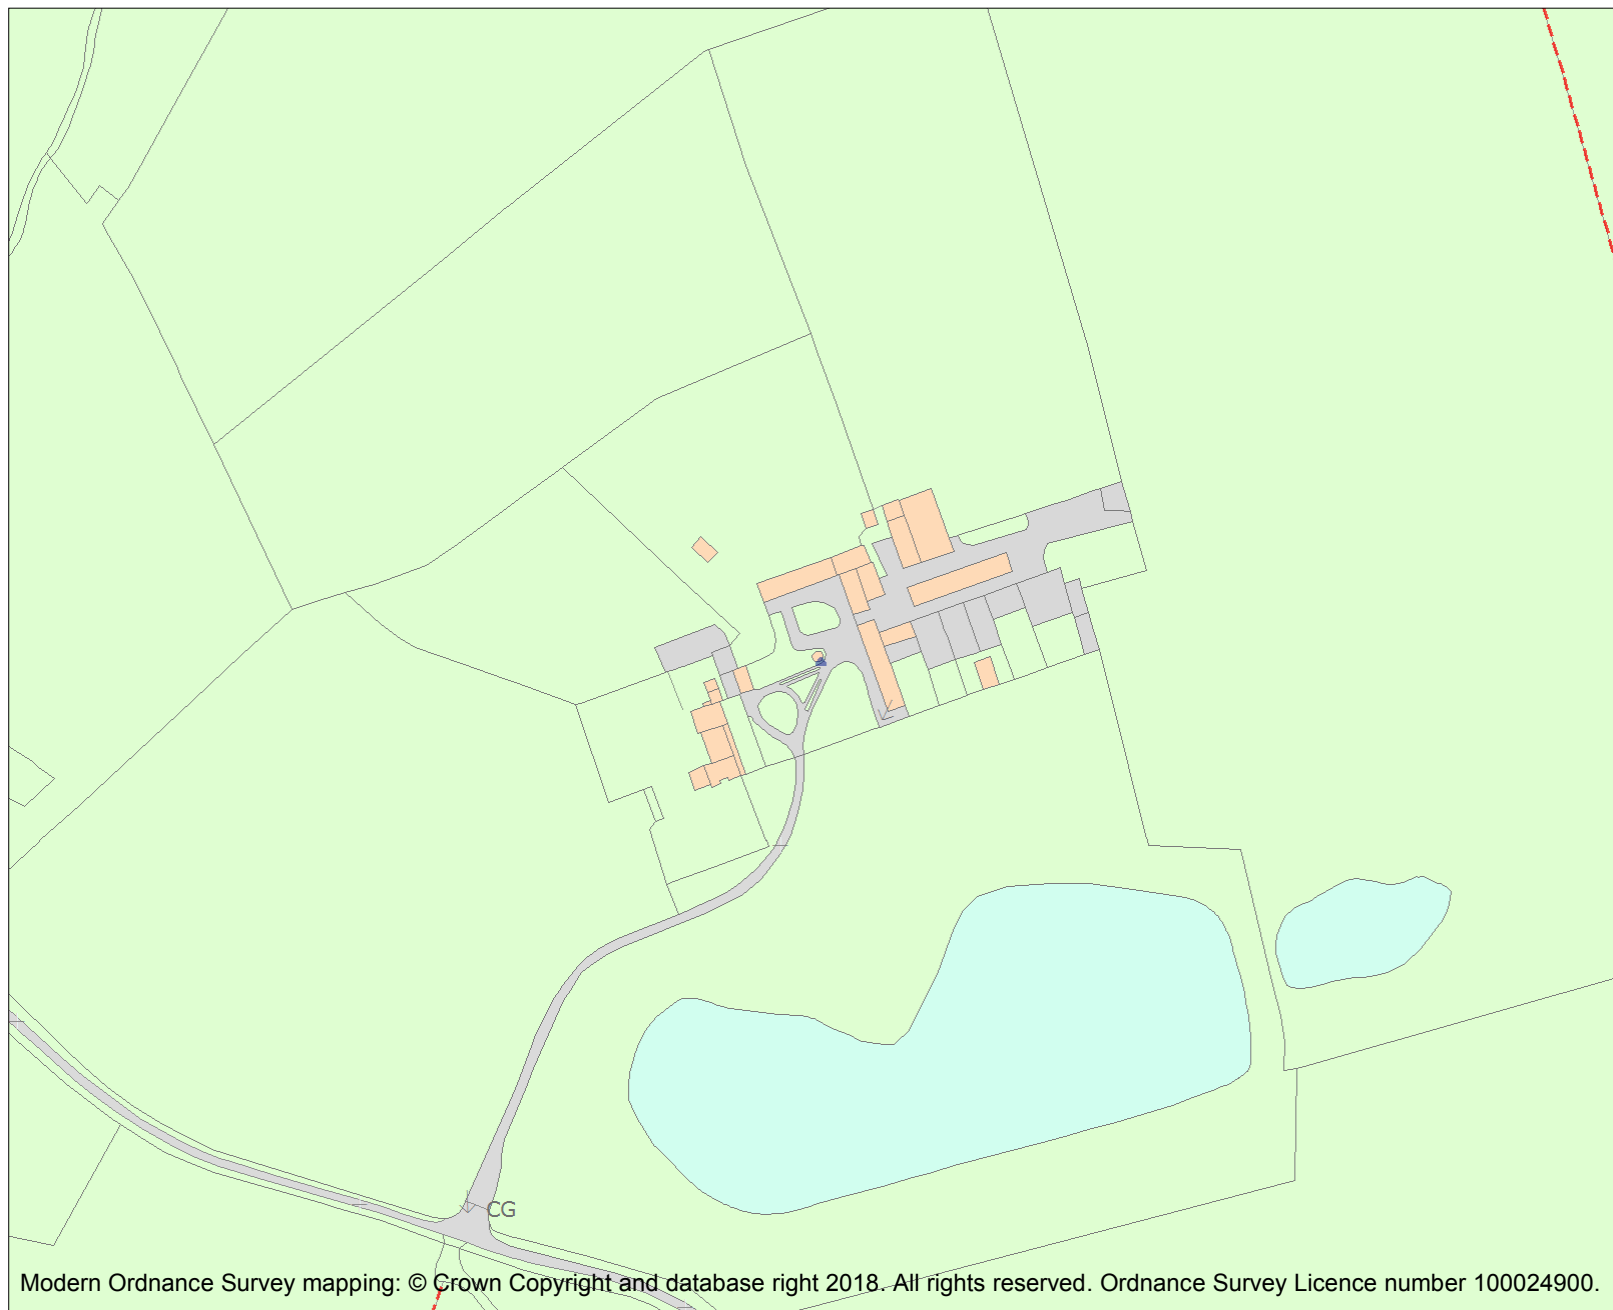 CG
Modern Ordnance Survey mapping: © Crown Copyright and database right 2018. All rights reserved. Ordnance Survey Licence number 100024900.